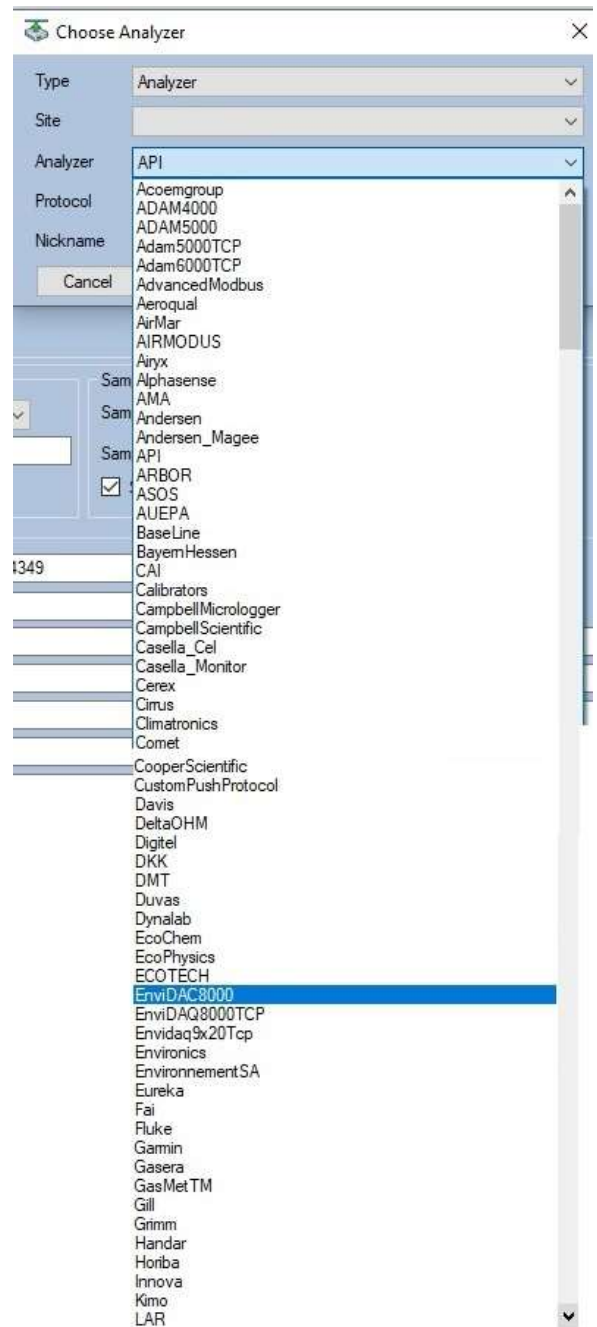 Choose Analyzer
Type Analyzer
Site
Analyzer API
Protocol
Nickname
Cancel
Acoemgroup
ADAM4000
ADAM5000
Adam5000TCP
Adam6000TCP
AdvancedModbus
Aeroqual
AirMar
AIRMODUS
Airyx
Alphasense
AMA
Andersen
Andersen_Magee
API
ARBOR
ASOS
AUEPA
BaseLine
BayernHessen
CAI
Calibrators
CampbellMicrologger
CampbellScientific
Casella_Cel
Casella_Monitor
Cerex
Cirrus
Climatronics
Comet
CooperScientific
CustomPushProtocol
Davis
DeltaOHM
Digitel
DKK
DMT
Duvas
Dynalab
EcoChem
EcoPhysics
ECOTECH
EnviDAC8000
EnviDAQ8000TCP
Envidaq9x20Tcp
Environics
EnvironnementSA
Eureka
Fai
Fluke
Garmin
Gasera
GasMetTM
Gill
Grimm
Handar
Horiba
Innova
Kimo
LAR
Sam
Sam
Sam
4349